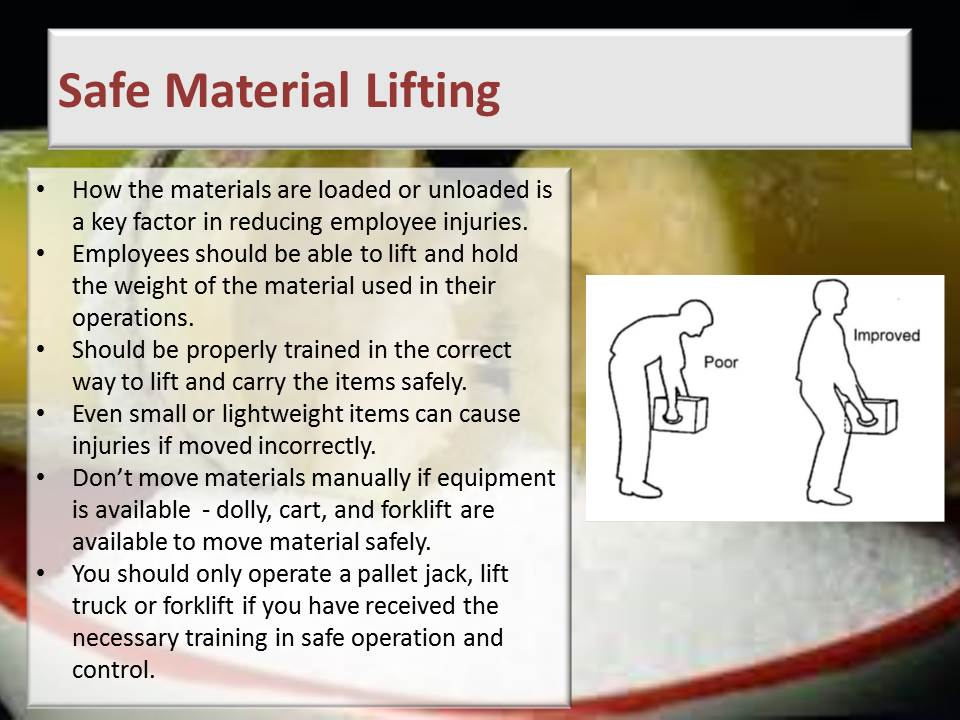 Safe Material Lifting
• How the materials are loaded or unloaded is
a key factor in reducing employee injuries.
• Employees should be able to lift and hold
the weight of the material used in their
operations.
• Should be properly trained in the correct
way to lift and carry the items safely.
• Even small or lightweight items can cause
injuries if moved incorrectly.
• Don’t move materials manually if equipment
is available - dolly, cart, and forklift are
available to move material safely.
• You should only operate a pallet jack, lift
truck or forklift if you have received the
necessary training in safe operation and
control.
Poor
Improved